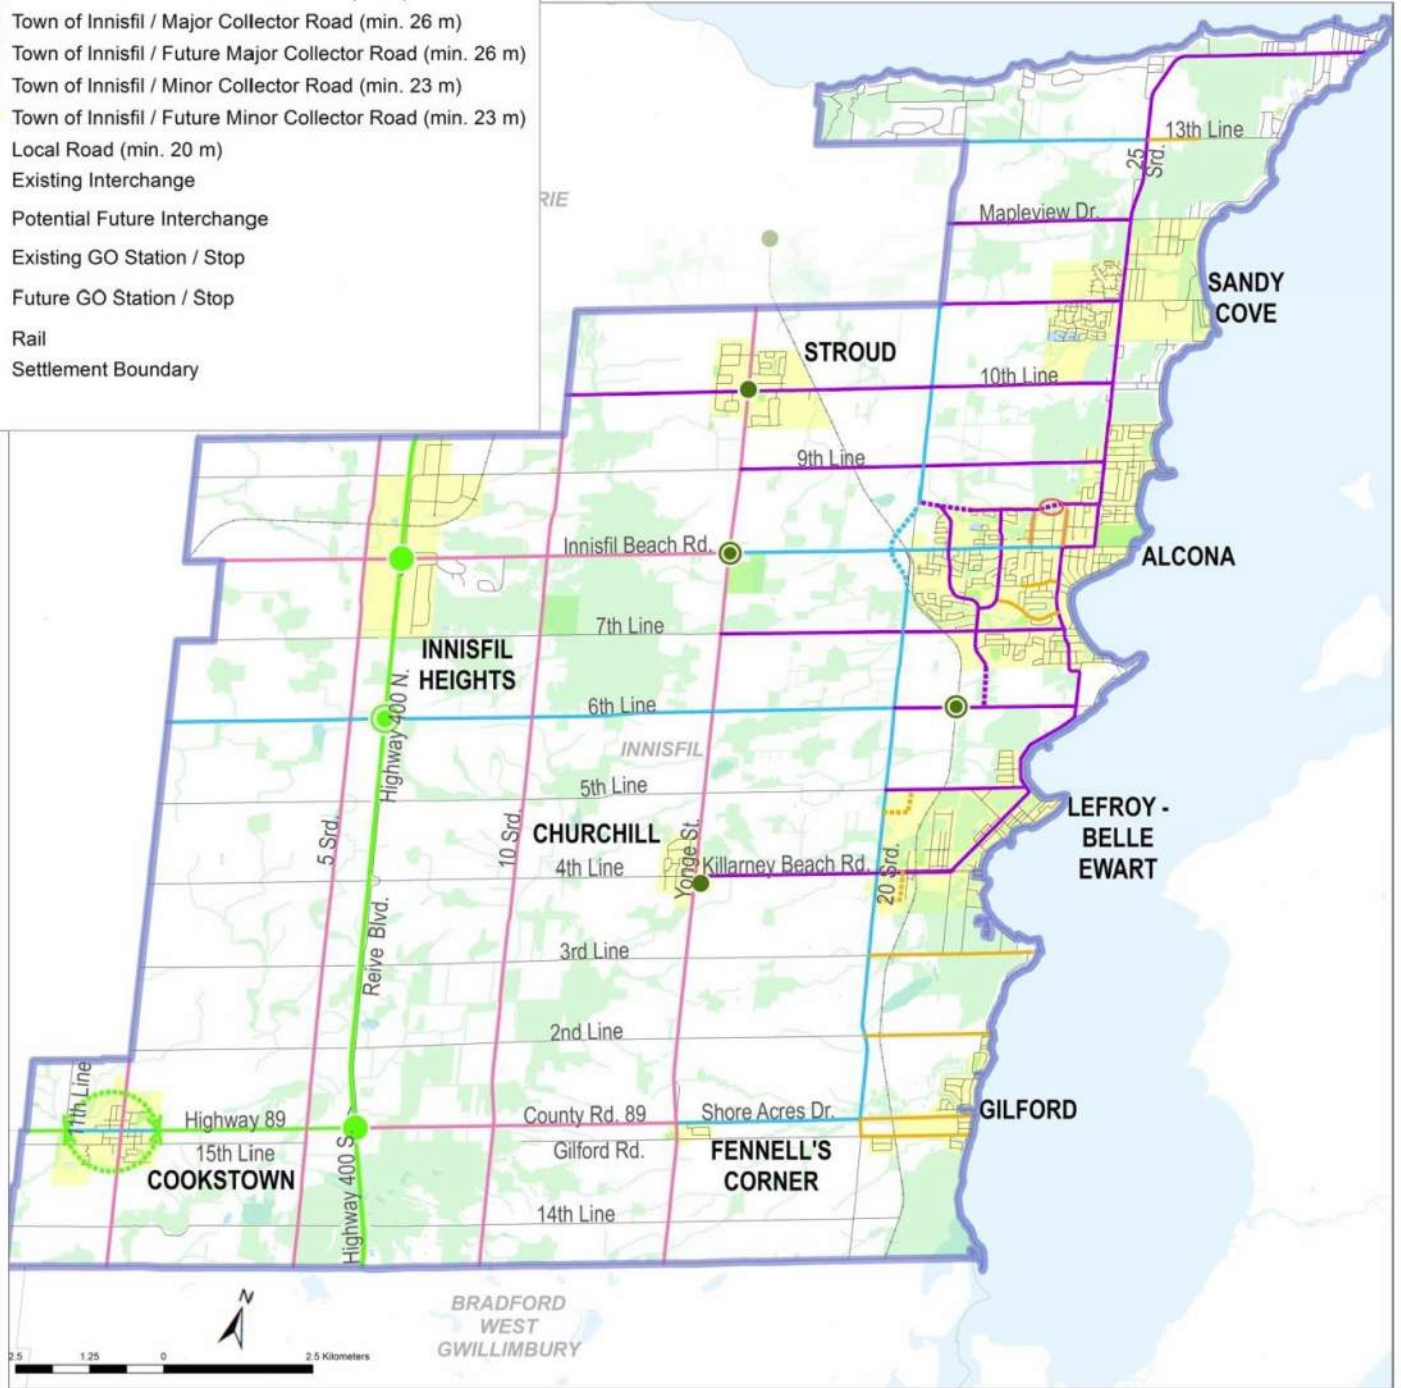 Town of Innisfil / Major Collector Road (min. 26 m)
Town of Innisfil / Future Major Collector Road (min. 26 m)
Town of Innisfil / Minor Collector Road (min. 23 m)
Town of Innisfil / Future Minor Collector Road (min. 23 m)
Local Road (min. 20 m)
Existing Interchange
Potential Future Interchange
Existing GO Station / Stop
Future GO Station / Stop
Rail
Settlement Boundary
13th Line
25
Srd.
RIE
Mapleview Dr.
SANDY
COVE
STROUD
10th Line
9th Line
Innisfil Beach Rd.
ALCONA
7th Line
INNISFIL
HEIGHTS
Highway 400 N.
6th Line
INNISFIL
5th Line
LEFROY -
BELLE
EWART
5 Srd.
10 Srd.
CHURCHILL
4th Line
Yonge St.
Killarney Beach Rd.
20 Srd.
Reive Blvd.
3rd Line
2nd Line
11th Line
Highway 89
County Rd. 89
Shore Acres Dr.
GILFORD
15th Line
Gilford Rd.
COOKSTOWN
FENNELL'S
CORNER
Highway 400 S.
14th Line
N
BRADFORD
WEST
GWILLIMBURY
2.5 1.25 0 2.5 Kilometers